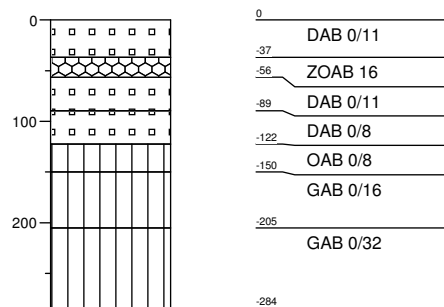 0
0
DAB 0/11
-37
-56
ZOAB 16
DAB 0/11
-89
100
DAB 0/8
-122
OAB 0/8
-150
GAB 0/16
200
-205
GAB 0/32
-284